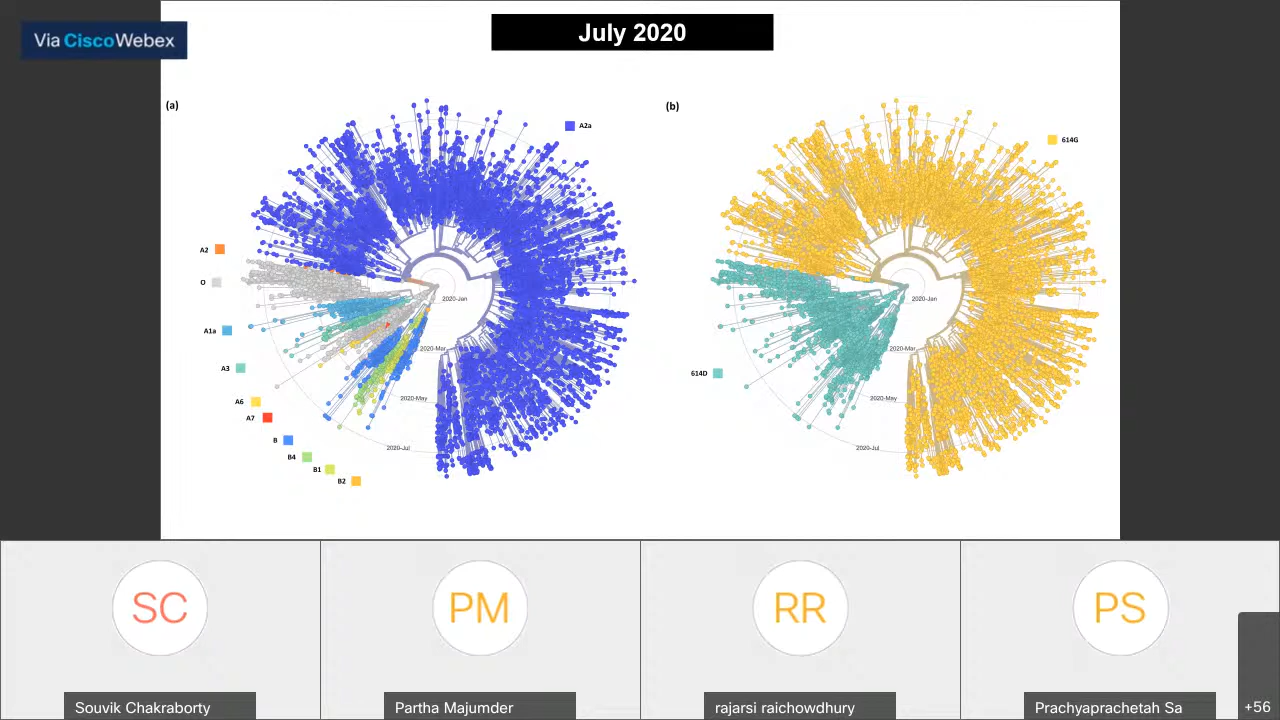 Via CiscoWebex
July 2020
(a)
(b)
A2a
614G
A2
O
A1a
A3
A6
A7
B
B4
B1
B2
2020-Jan
2020-Mar
2020-May
2020-Jul
614D
2020-Jan
2020-Mar
2020-May
2020-Jul
SC
PM
RR
PS
Souvik Chakraborty
Partha Majumder
rajarsi raichowdhury
Prachyaprachetah Sa
+56